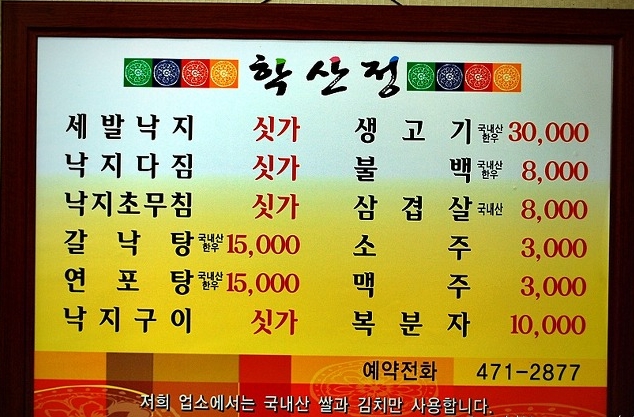 학산정
세발낙지 싯가
낙지다짐 싯가
낙지초무침 싯가
갈낙탕 국내산 한우 15,000
연포탕 국내산 한우 15,000
낙지구이 싯가
생고기 국내산 한우 30,000
불백 국내산 한우 8,000
삼겹살 국내산 8,000
소주 3,000
맥주 3,000
복분자 10,000
예약전화 471-2877
저희 업소에서는 국내산 쌀과 김치만 사용합니다.